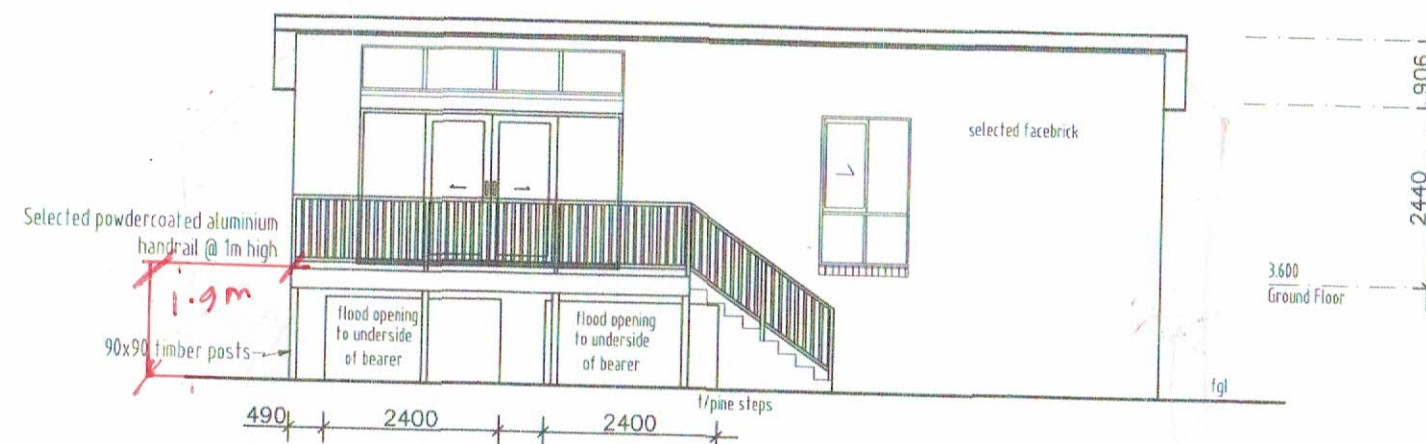 906
selected facebrick
2440
Selected powdercoated aluminium
handrail @ 1m high
1.9m
3.600
Ground Floor
flood opening
to underside
of bearer
flood opening
to underside
of bearer
90x90 timber posts
fgl
t/pine steps
490
2400
2400